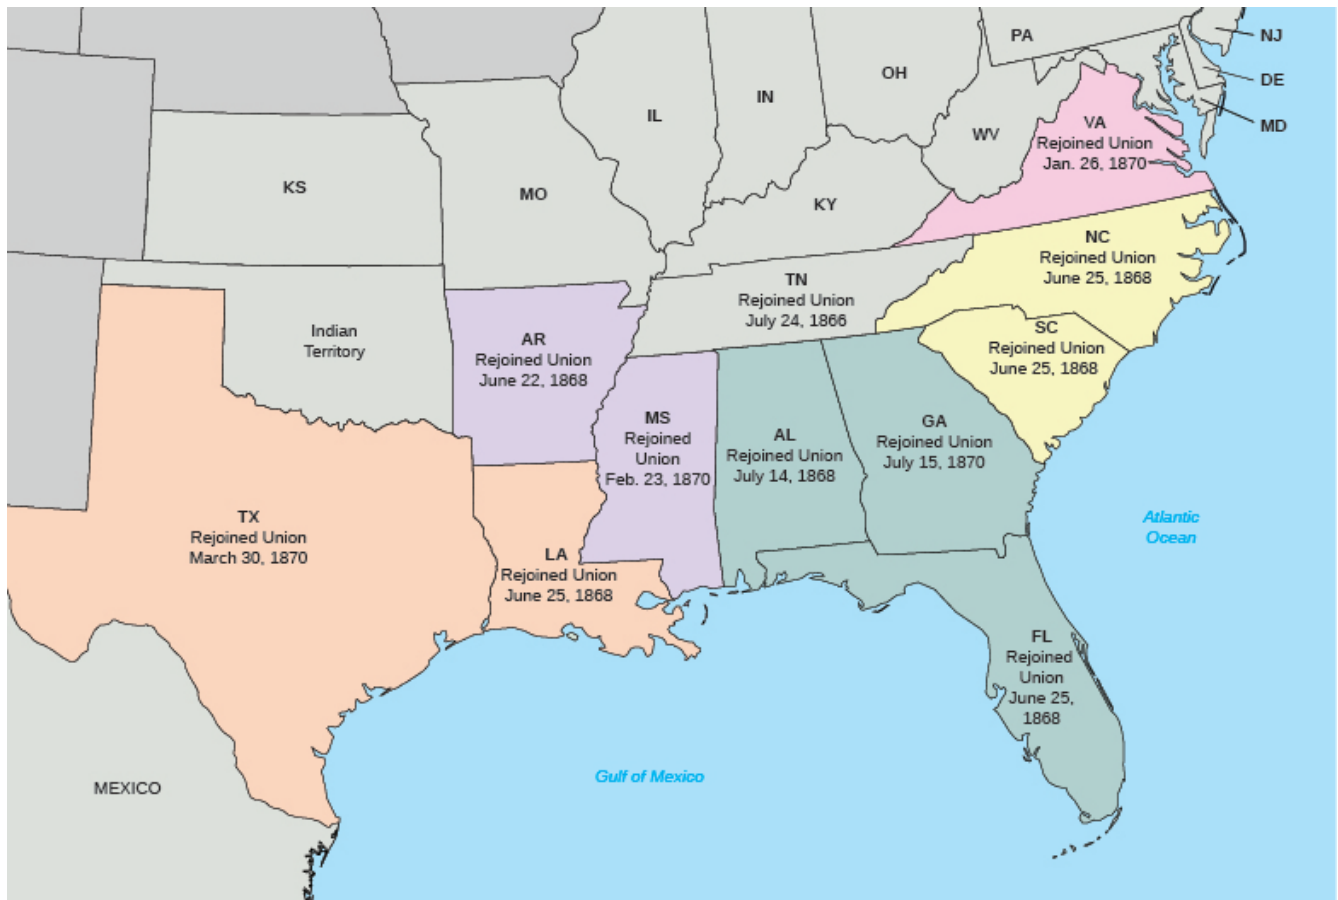 PA
NJ
OH
DE
IN
IL
MD
VA
Rejoined Union
Jan. 26, 1870
WV
KS
MO
KY
NC
Rejoined Union
June 25, 1868
TN
Rejoined Union
July 24, 1866
Indian
Territory
AR
Rejoined Union
June 22, 1868
SC
Rejoined Union
June 25, 1868
MS
Rejoined
Union
Feb. 23, 1870
AL
Rejoined Union
July 14, 1868
GA
Rejoined Union
July 15, 1870
TX
Rejoined Union
March 30, 1870
Atlantic
Ocean
LA
Rejoined Union
June 25, 1868
FL
Rejoined
Union
June 25,
1868
Gulf of Mexico
MEXICO